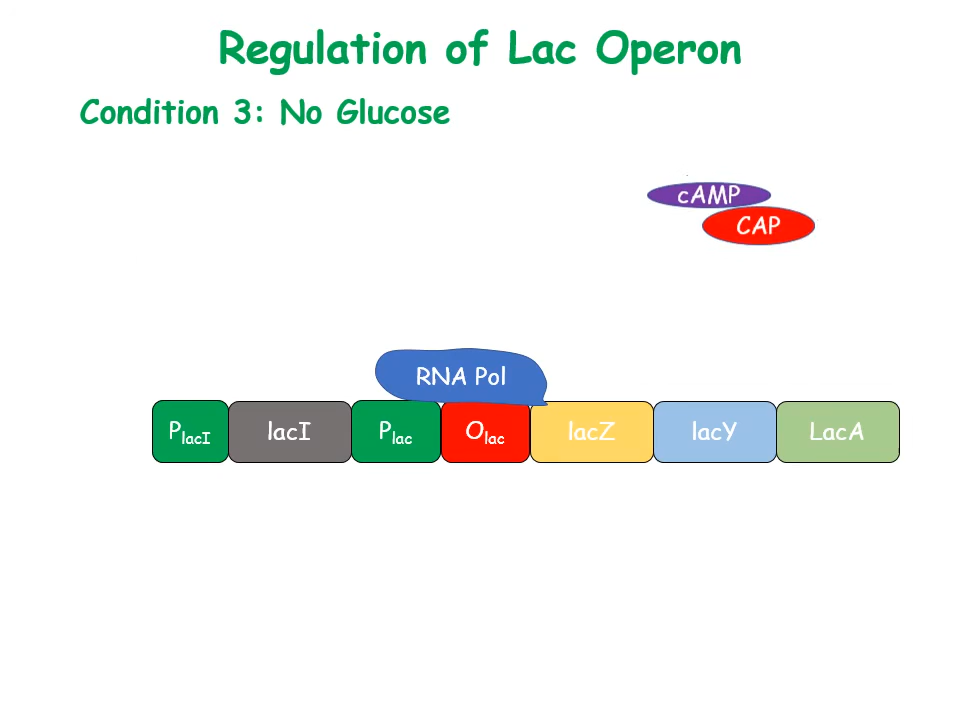 Regulation of Lac Operon
Condition 3: No Glucose
cAMP
CAP
RNA Pol
PlacI lacI Plac Olac lacZ lacY LacA